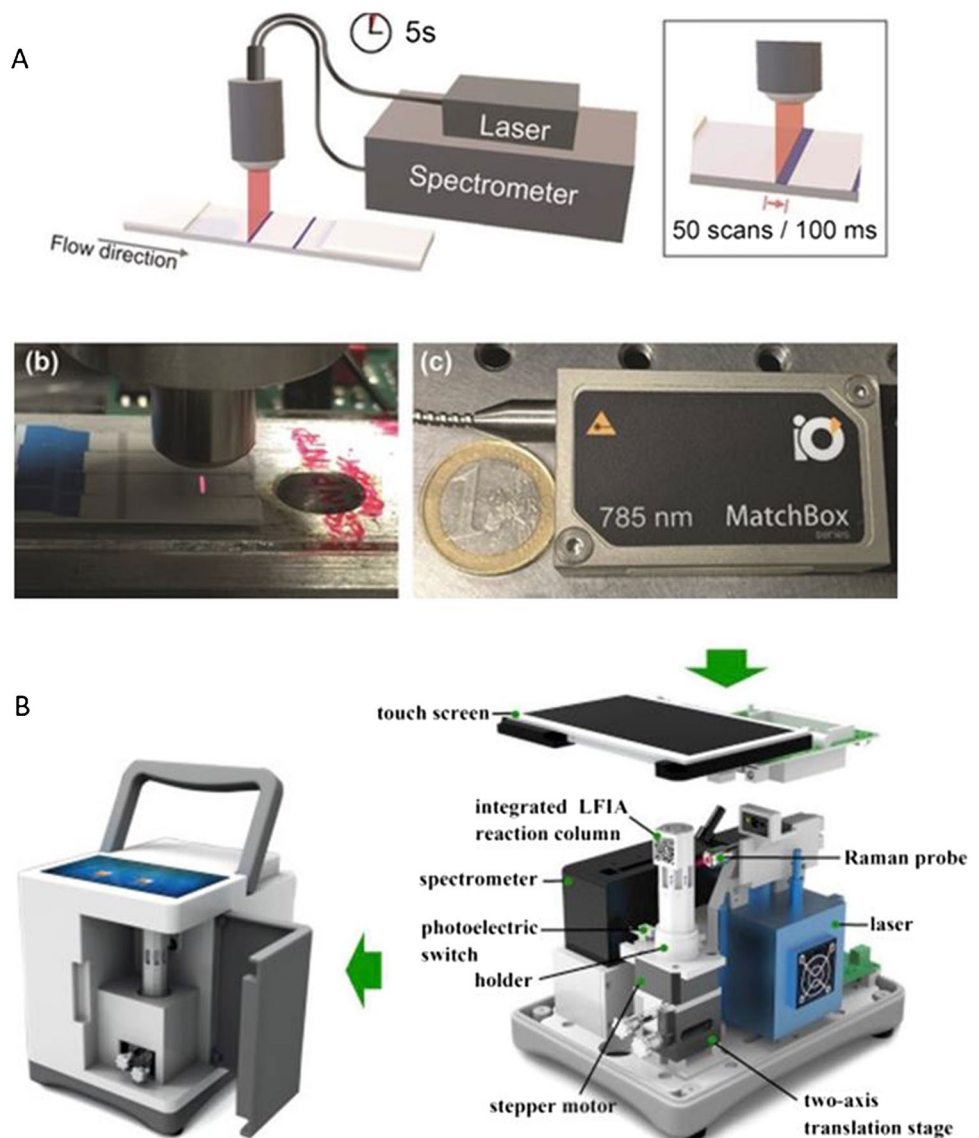 A
5s
Laser
Spectrometer
Flow direction
50 scans / 100 ms
(b)
(c)
785 nm
MatchBox
series
B
touch screen
integrated LFIA
reaction column
spectrometer
photoelectric
switch
holder
stepper motor
Raman probe
laser
two-axis
translation stage